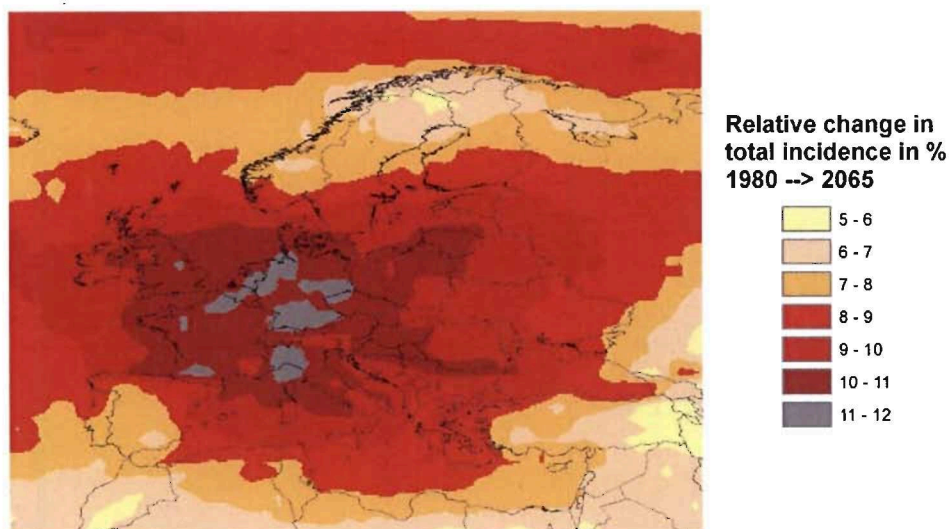 Relative change in
total incidence in %
1980 --> 2065
5 - 6
6 - 7
7 - 8
8 - 9
9 - 10
10 - 11
11 - 12